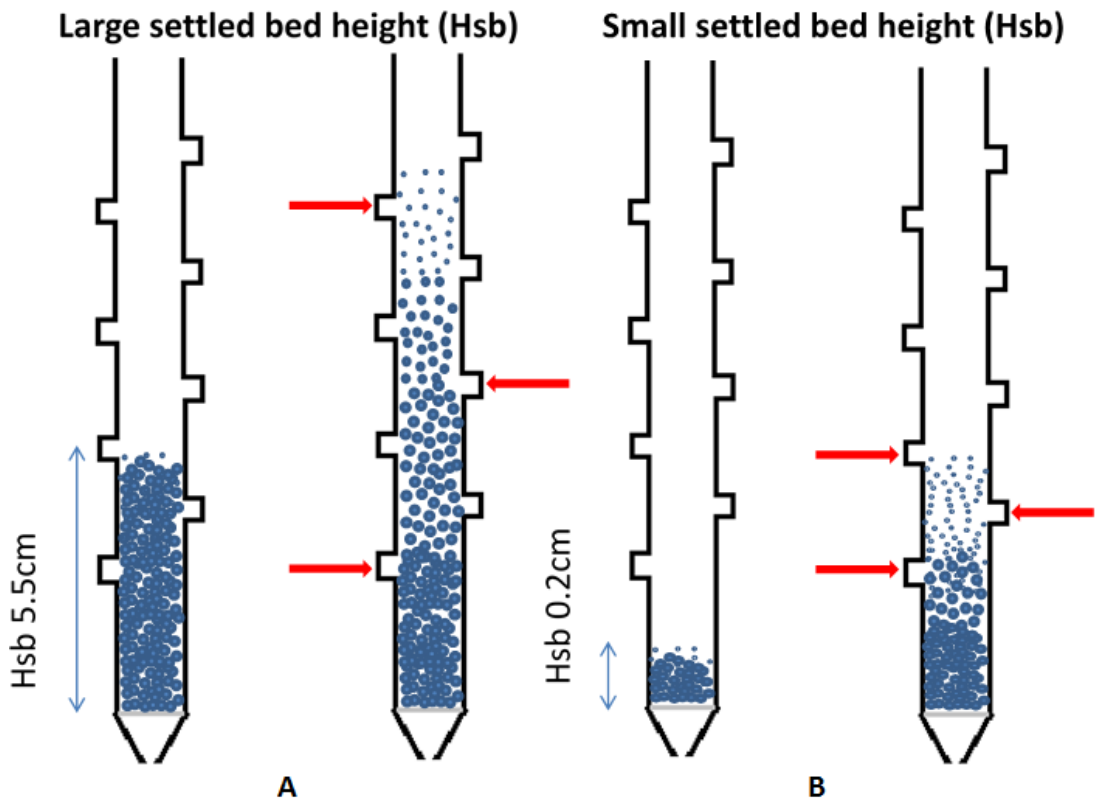 Large settled bed height (Hsb)
Small settled bed height (Hsb)
Hsb 5.5cm
Hsb 0.2cm
A
B